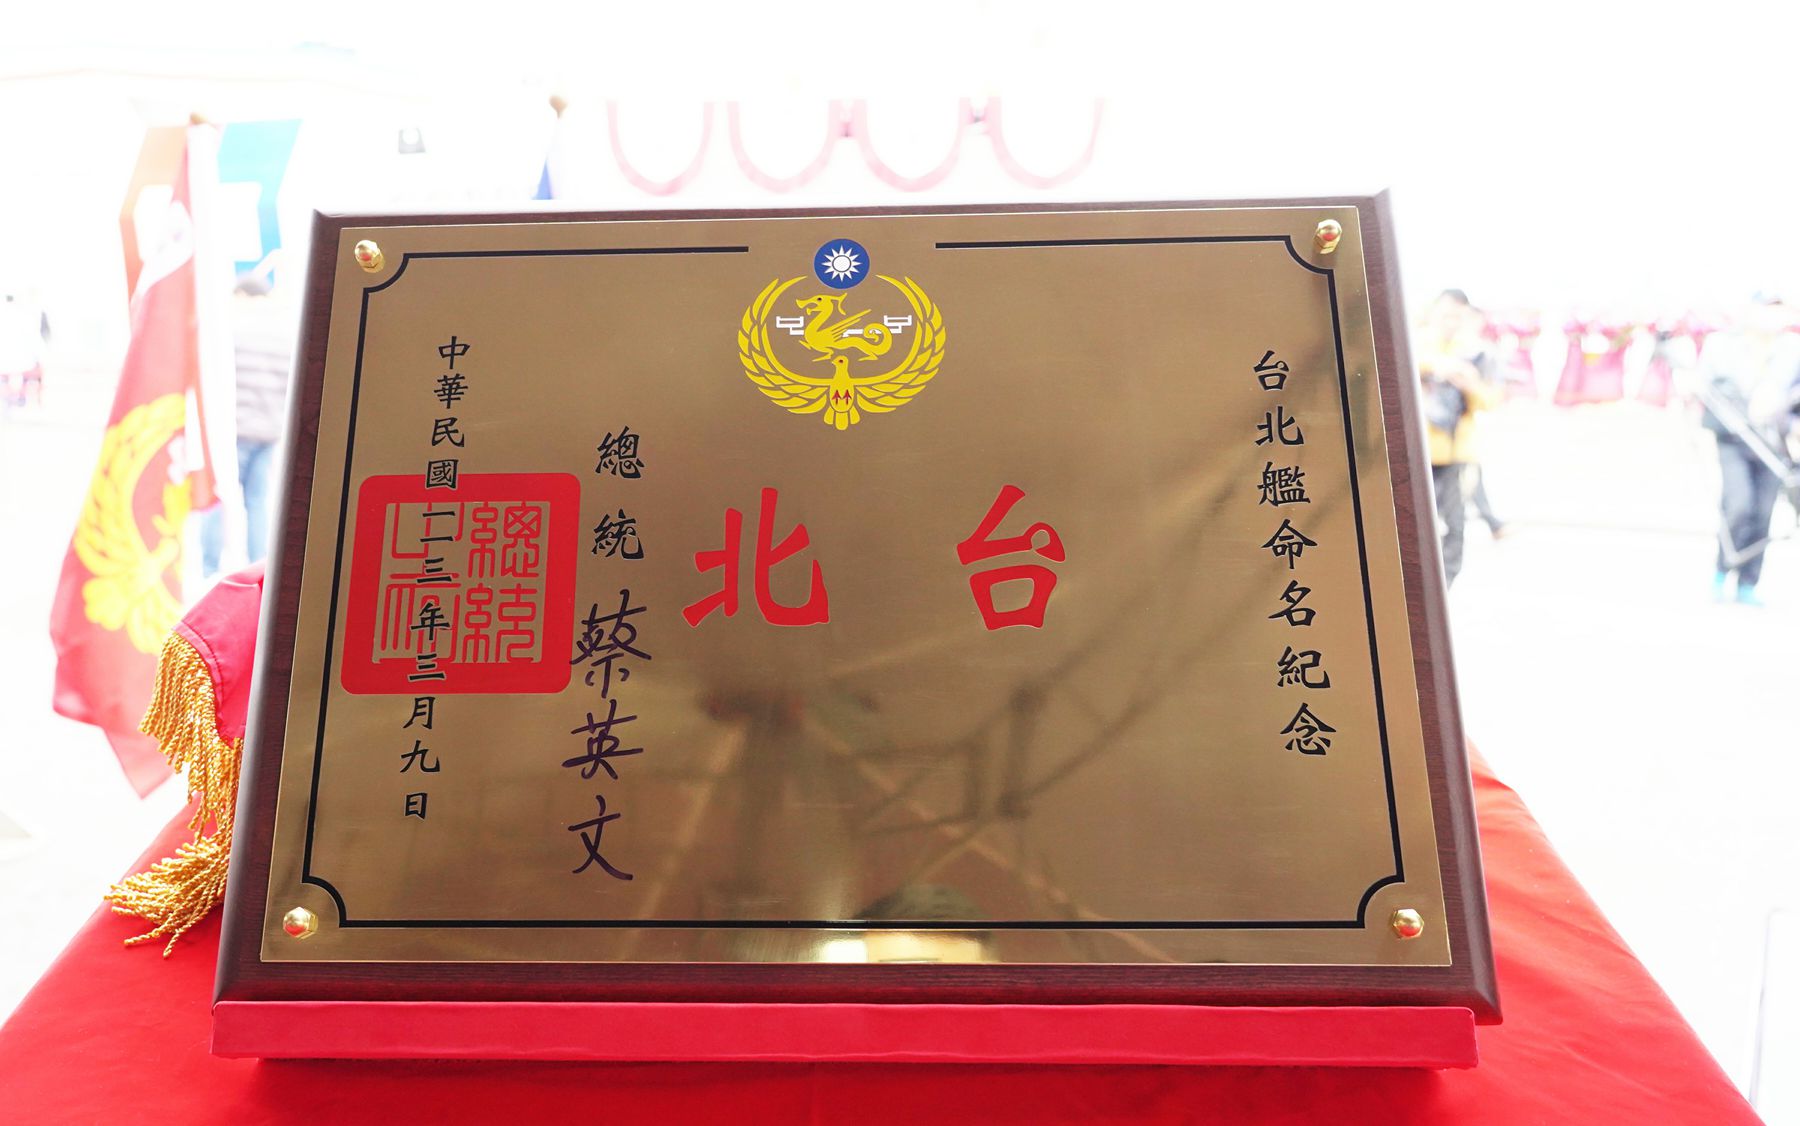 台北艦命名紀念
台北
總統 蔡英文
中華民國一一三年三月九日
總統之印